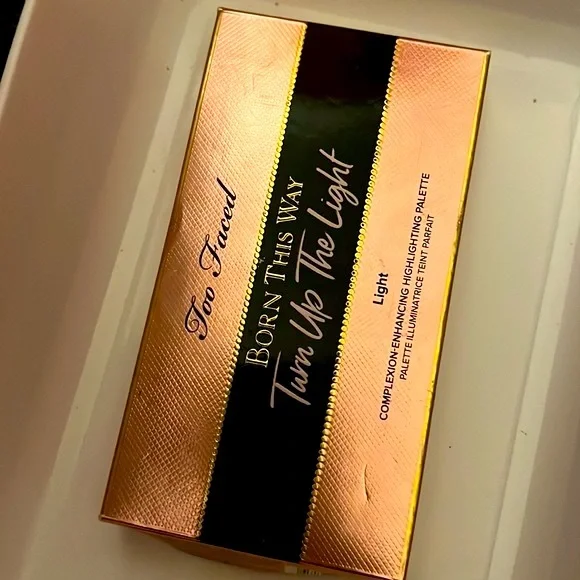 Too Faced
BORN THIS WAY
Turn Up The Light
Light
COMPLEXION-ENHANCING HIGHLIGHTING PALETTE
PALETTE ILLUMINATRICE TEINT PARFAIT